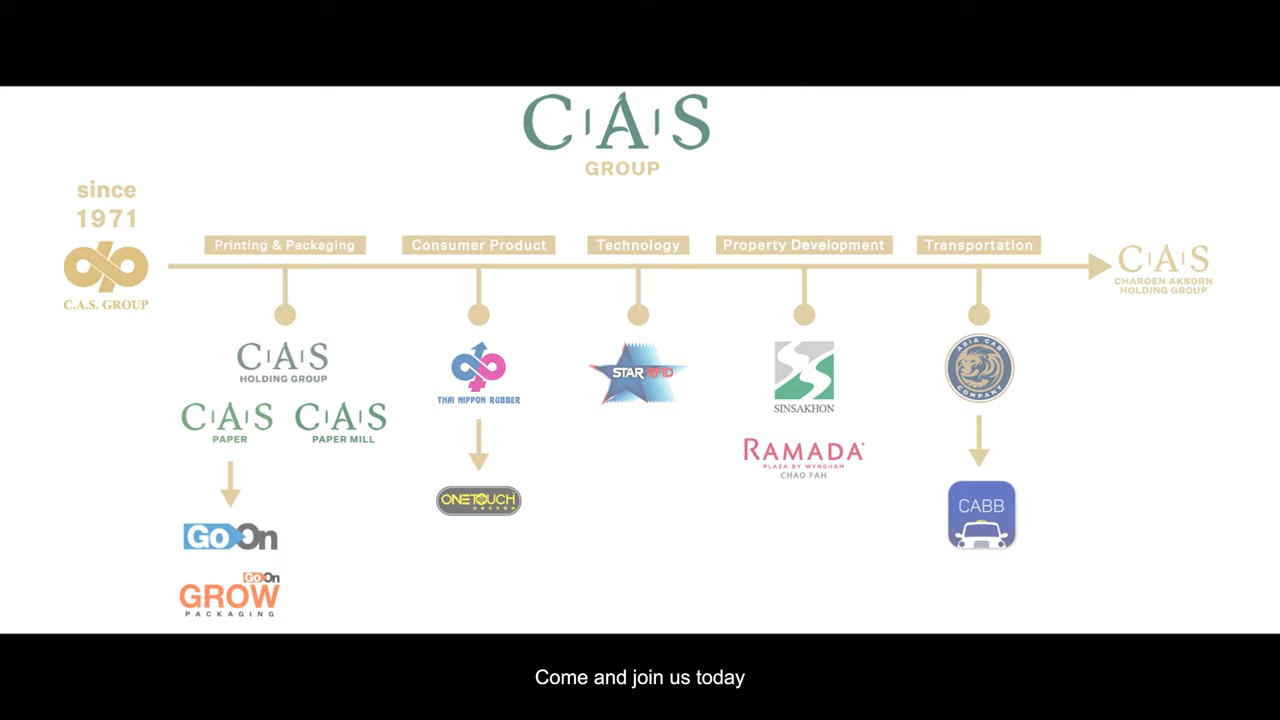 C|A|S
GROUP
since
1971
C.A.S. GROUP
Printing & Packaging
Consumer Product
Technology
Property Development
Transportation
C|A|S
CHAROEN AKSORN
HOLDING GROUP
C|A|S
HOLDING GROUP
C|A|S
PAPER
C|A|S
PAPER MILL
GoOn
GoOn
GROW
PACKAGING
THAI NIPPON RUBBER
ONETOUCH
CONDOM
STAR RFID
SINSAKHON
RAMADA
PLAZA BY WYNDHAM
CHAO FAH
ASIA CAB
COMPANY
CABB
Come and join us today